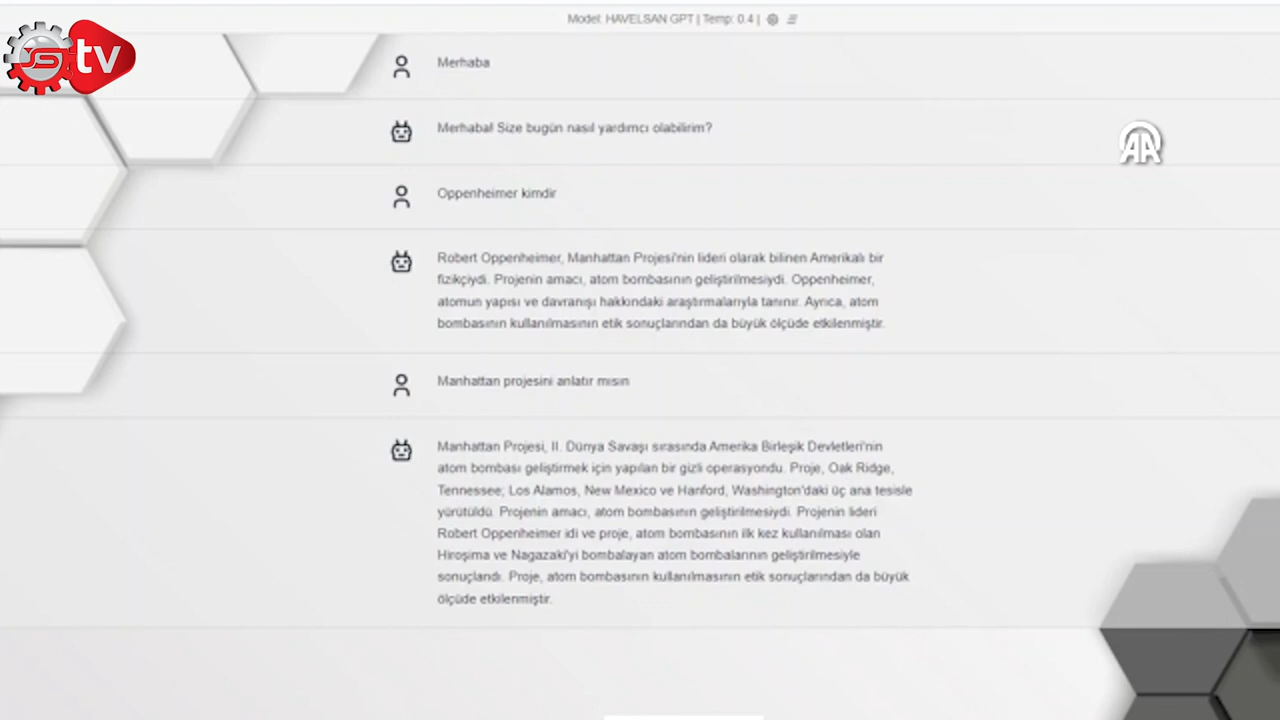 Model: HAVELSAN GPT | Temp: 0.4 |
tv
Merhaba
AA
Merhaba! Size bugün nasıl yardımcı olabilirim?
Oppenheimer kimdir
Robert Oppenheimer, Manhattan Projesi'nin lideri olarak bilinen Amerikalı bir
fizikçiydi. Projenin amacı, atom bombasının geliştirilmesiydi. Oppenheimer,
atomun yapısı ve davranışı hakkındaki araştırmalarıyla tanınır. Ayrıca, atom
bombasının kullanılmasının etik sonuçlarından da büyük ölçüde etkilenmiştir.
Manhattan projesini anlatır mısın
Manhattan Projesi, II. Dünya Savaşı sırasında Amerika Birleşik Devletleri'nin
atom bombası geliştirmek için yapılan bir gizli operasyondu. Proje, Oak Ridge,
Tennessee; Los Alamos, New Mexico ve Hanford, Washington'daki üç ana tesisle
yürütüldü. Projenin amacı, atom bombasının geliştirilmesiydi. Projenin lideri
Robert Oppenheimer idi ve proje, atom bombasının ilk kez kullanılması olan
Hiroşima ve Nagazaki'yi bombalayan atom bombalarının geliştirilmesiyle
sonuçlandı. Proje, atom bombasının kullanılmasının etik sonuçlarından da büyük
ölçüde etkilenmiştir.